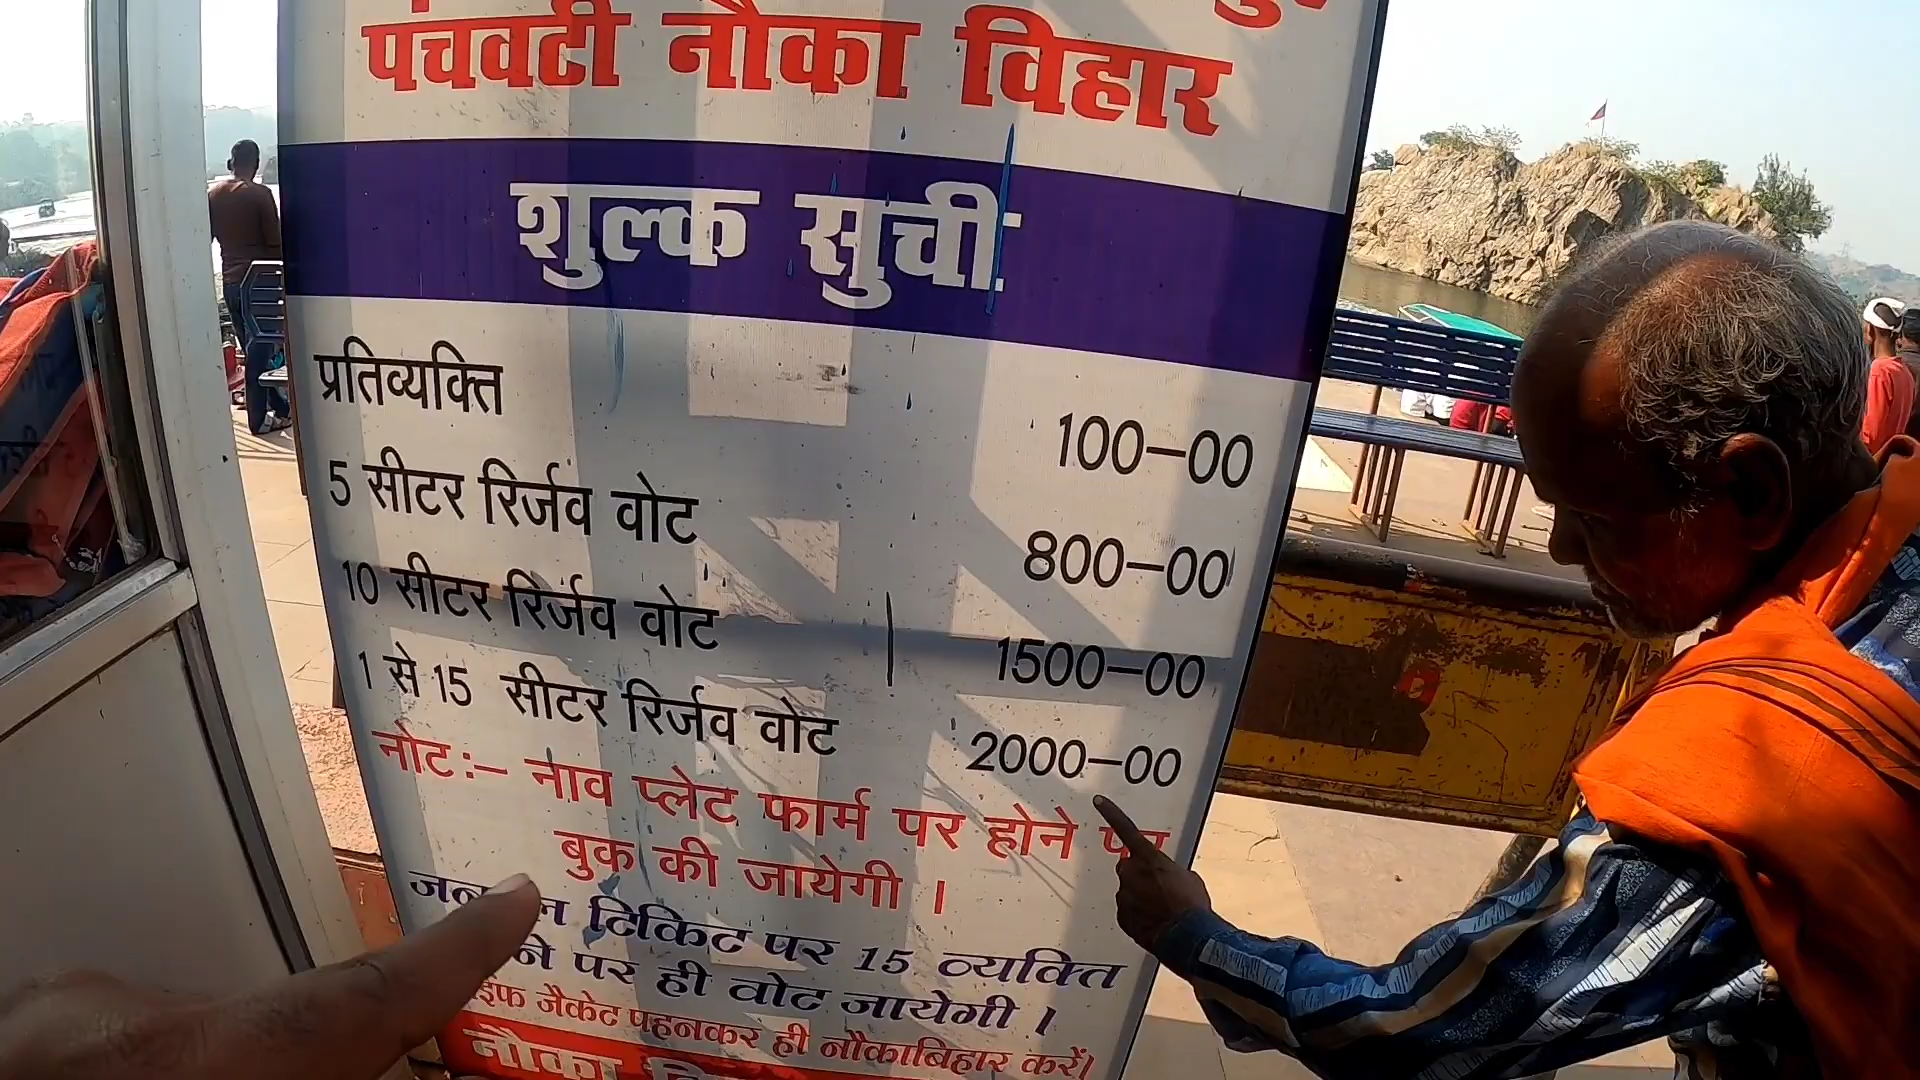 पंचवटी नौका विहार
शुल्क सुची
प्रतिव्यक्ति 100-00
5 सीटर रिर्जव वोट 800-00
10 सीटर रिर्जव वोट 1500-00
1 से 15 सीटर रिर्जव वोट 2000-00
नोट:- नाव प्लेट फार्म पर होने पर
बुक की जायेगी ।
टिकिट पर 15 व्यक्ति
पर ही वोट जायेगी ।
जैकेट पहनकर ही नौकाबिहार करें।
नौका